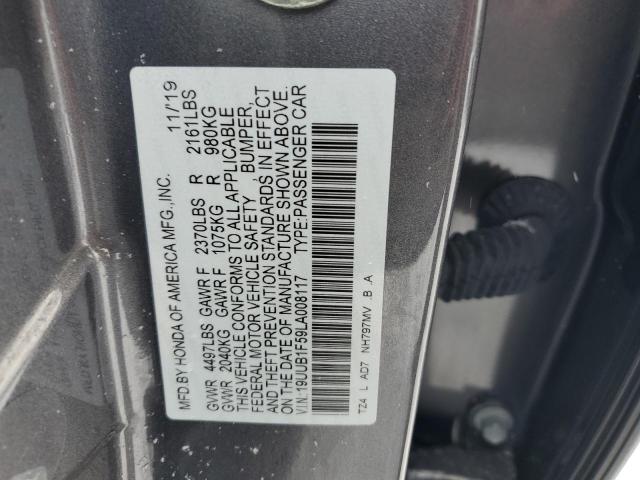 MFD.BY HONDA OF AMERICA MFG.,INC. 11/19
GVWR 4497LBS GAWR F 2370LBS R 2161LBS
GVWR 2040KG GAWR F 1075KG R 980KG
THIS VEHICLE CONFORMS TO ALL APPLICABLE
FEDERAL MOTOR VEHICLE SAFETY , BUMPER,
AND THEFT PREVENTION STANDARDS IN EFFECT
ON THE DATE OF MANUFACTURE SHOWN ABOVE.
V.I.N.:19UUB1F59LA008117 TYPE:PASSENGER CAR
TZ4 L AD7 NH797MV .B .A